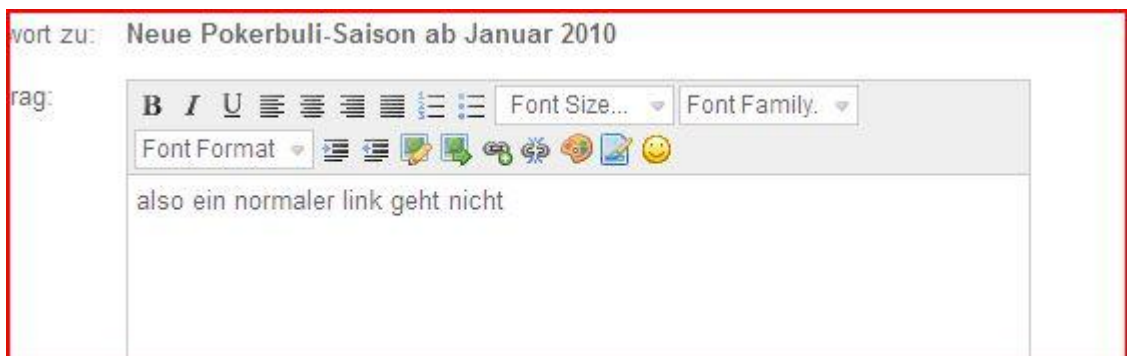 wort zu: Neue Pokerbuli-Saison ab Januar 2010
rag:
B I U Font Size... Font Family.
Font Format
also ein normaler link geht nicht